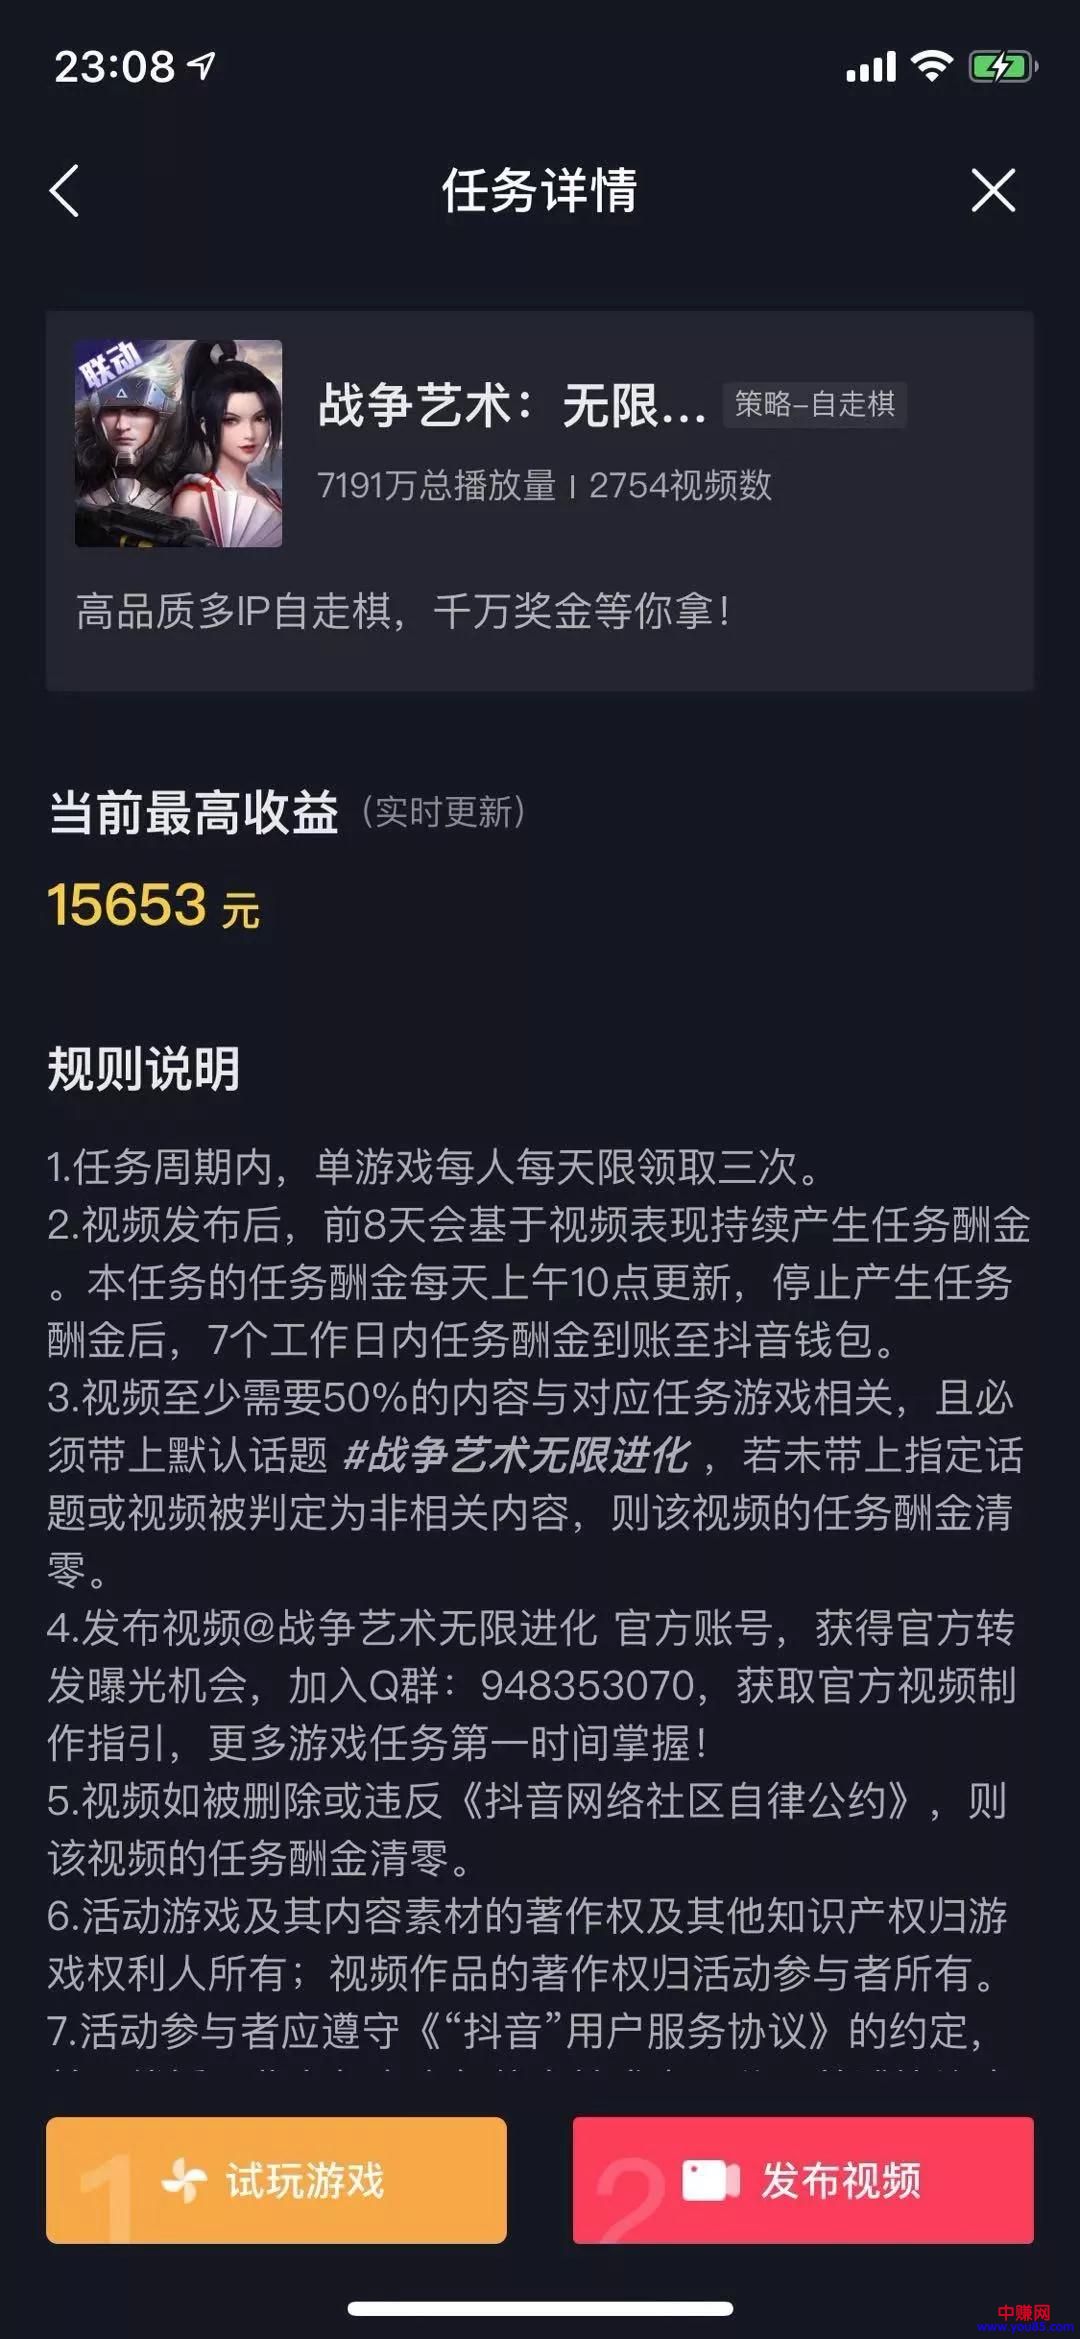 23:08
任务详情
联动
战争艺术：无限...
策略-自走棋
7191万总播放量 | 2754视频数
高品质多IP自走棋，千万奖金等你拿！
当前最高收益（实时更新）
15653 元
规则说明
1.任务周期内，单游戏每人每天限领取三次。
2.视频发布后，前8天会基于视频表现持续产生任务酬金
。本任务的任务酬金每天上午10点更新，停止产生任务
酬金后，7个工作日内任务酬金到账至抖音钱包。
3.视频至少需要50%的内容与对应任务游戏相关，且必
须带上默认话题 #战争艺术无限进化 ，若未带上指定话
题或视频被判定为非相关内容，则该视频的任务酬金清
零。
4.发布视频@战争艺术无限进化 官方账号，获得官方转
发曝光机会，加入Q群：948353070，获取官方视频制
作指引，更多游戏任务第一时间掌握！
5.视频如被删除或违反《抖音网络社区自律公约》，则
该视频的任务酬金清零。
6.活动游戏及其内容素材的著作权及其他知识产权归游
戏权利人所有；视频作品的著作权归活动参与者所有。
7.活动参与者应遵守《“抖音”用户服务协议》的约定，
1 试玩游戏
2 发布视频
中赚网
www.you85.com